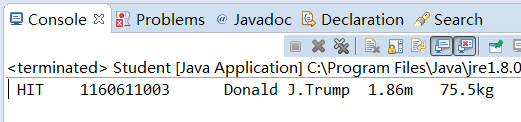 Console Problems @ Javadoc Declaration Search
<terminated> Student [Java Application] C:\Program Files\Java\jre1.8.0
HIT 1160611003 Donald J.Trump 1.86m 75.5kg